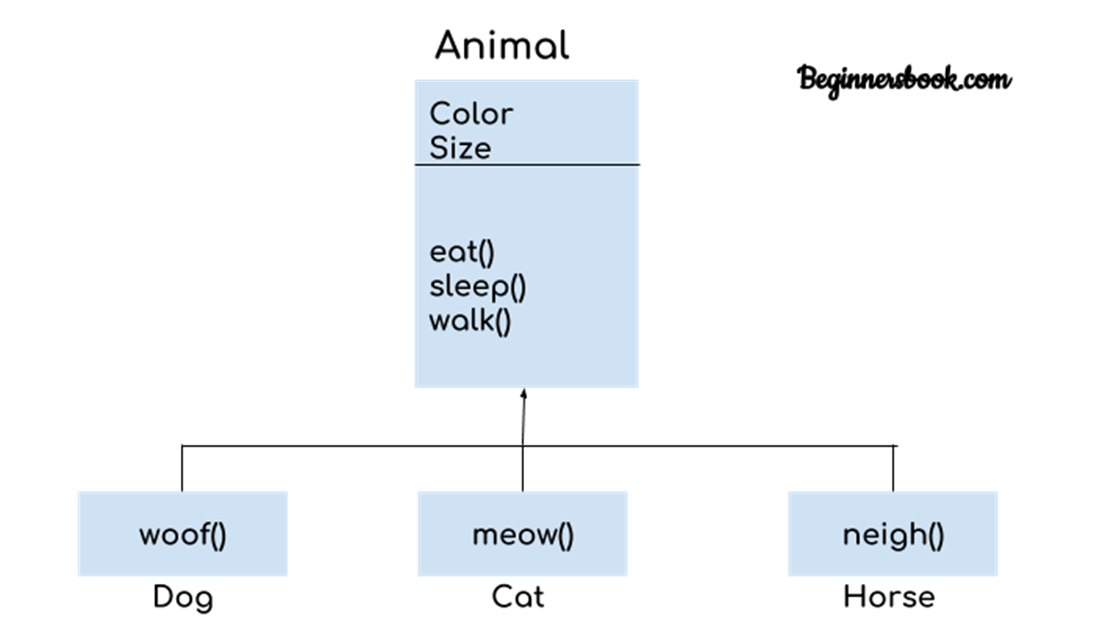 Animal
Beginnersbook.com
Color
Size
eat()
sleep()
walk()
woof()
meow()
neigh()
Dog
Cat
Horse